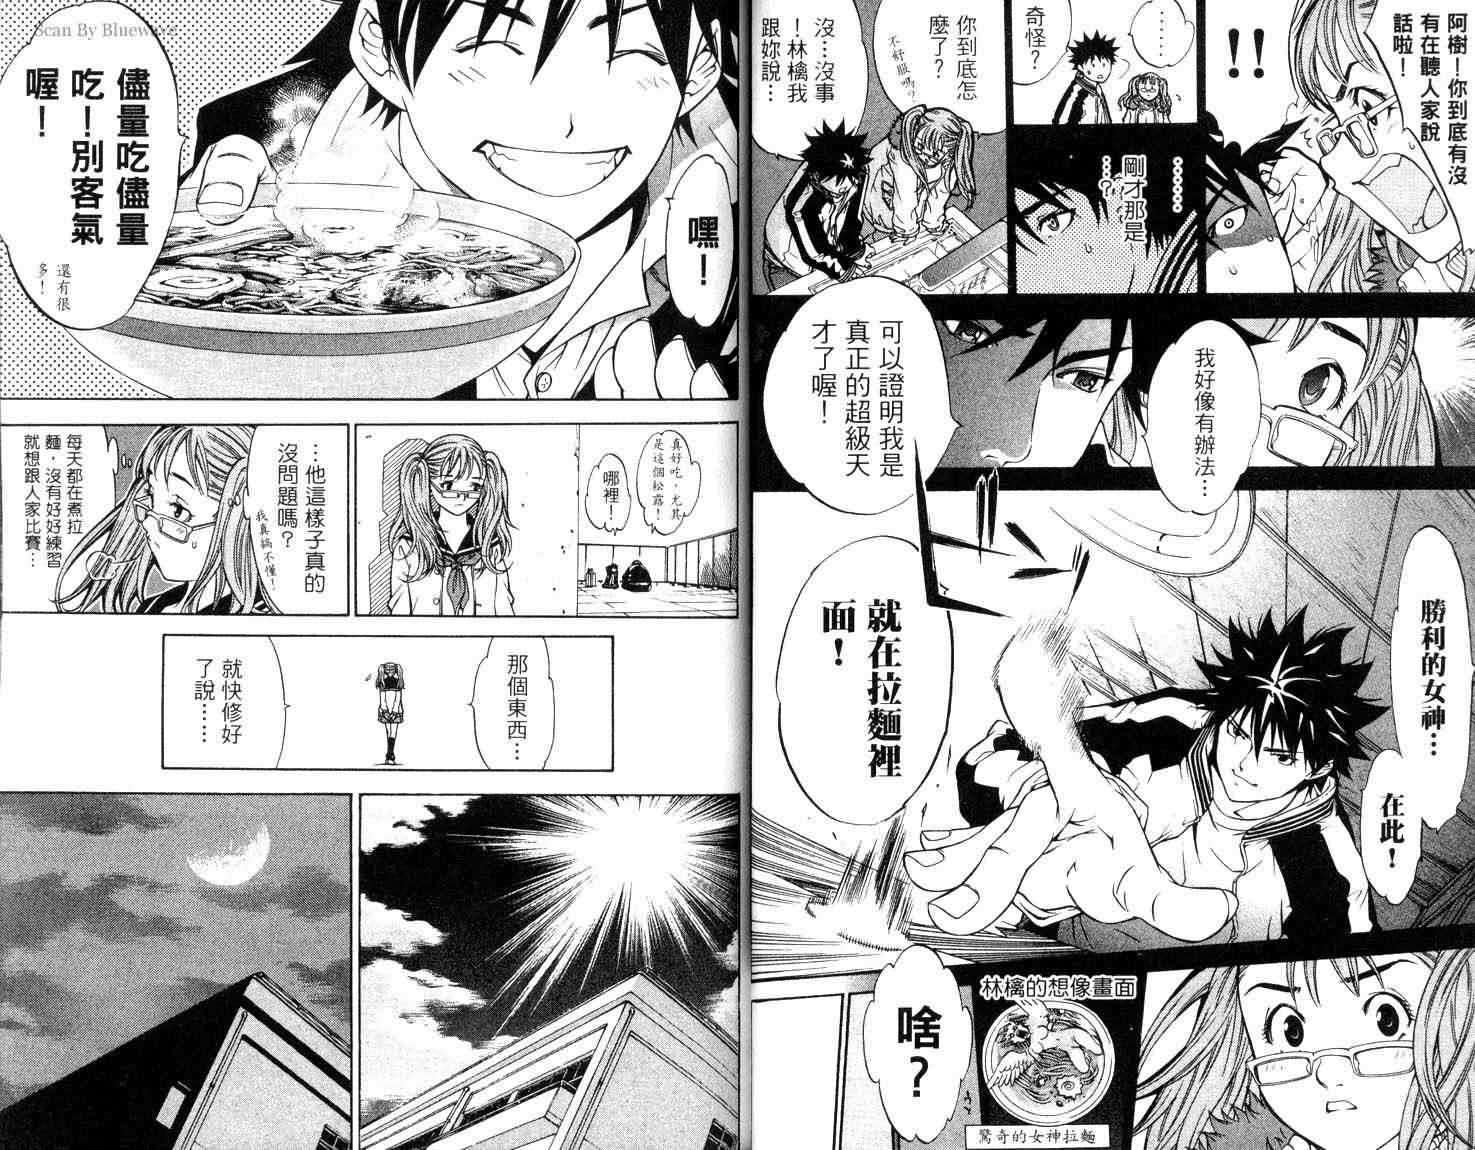 阿樹！你到底有沒
有在聽人家說
話啦！
！！
……
奇怪？
你到底怎
麼了？
不舒服嗎？
沒…沒事
！林檎我
跟妳說…
……
剛才那是
…？
我好像有辦法…
可以證明我是
真正的超級天
才了喔！
勝利的女神…
在此！
就在拉麵裡
面！
林檎的想像畫面
驚奇的女神拉麵
啥？
嘿！
儘量吃儘量
吃！別客氣
喔！
還有很
多！
真好吃，尤其
是這個松露！
哪裡！
…他這樣子真的
沒問題嗎？
我真搞不懂！
每天都在煮拉
麵，沒有好好練習
就想跟人家比賽…
那個東西…
就快修好
了說……
Scan By Bluewave